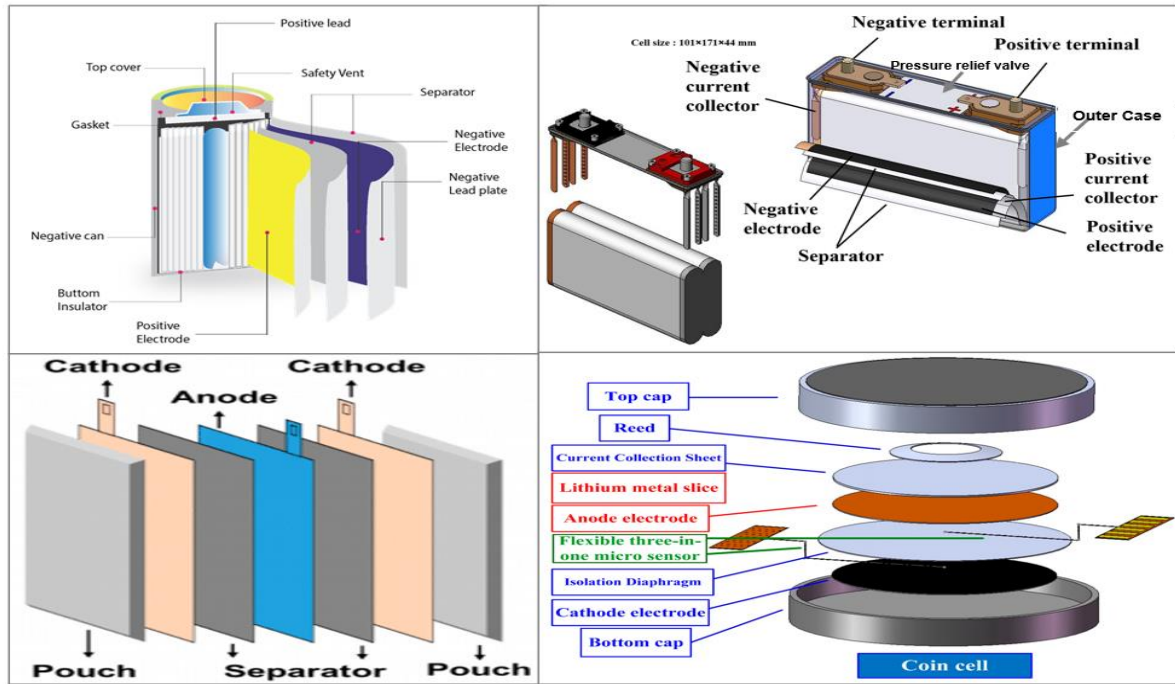 Positive lead
Top cover
Safety Vent
Separator
Gasket
Negative
Electrode
Negative
Lead plate
Negative can
Buttom
Insulator
Positive
Electrode
Cell size : 101×171×44 mm
Negative terminal
Positive terminal
Pressure relief valve
Negative
current
collector
Outer Case
Positive
current
collector
Negative
electrode
Separator
Positive
electrode
Cathode
Cathode
Anode
Pouch
Separator
Pouch
Top cap
Reed
Current Collection Sheet
Lithium metal slice
Anode electrode
Flexible three-in-
one micro sensor
Isolation Diaphragm
Cathode electrode
Bottom cap
Coin cell